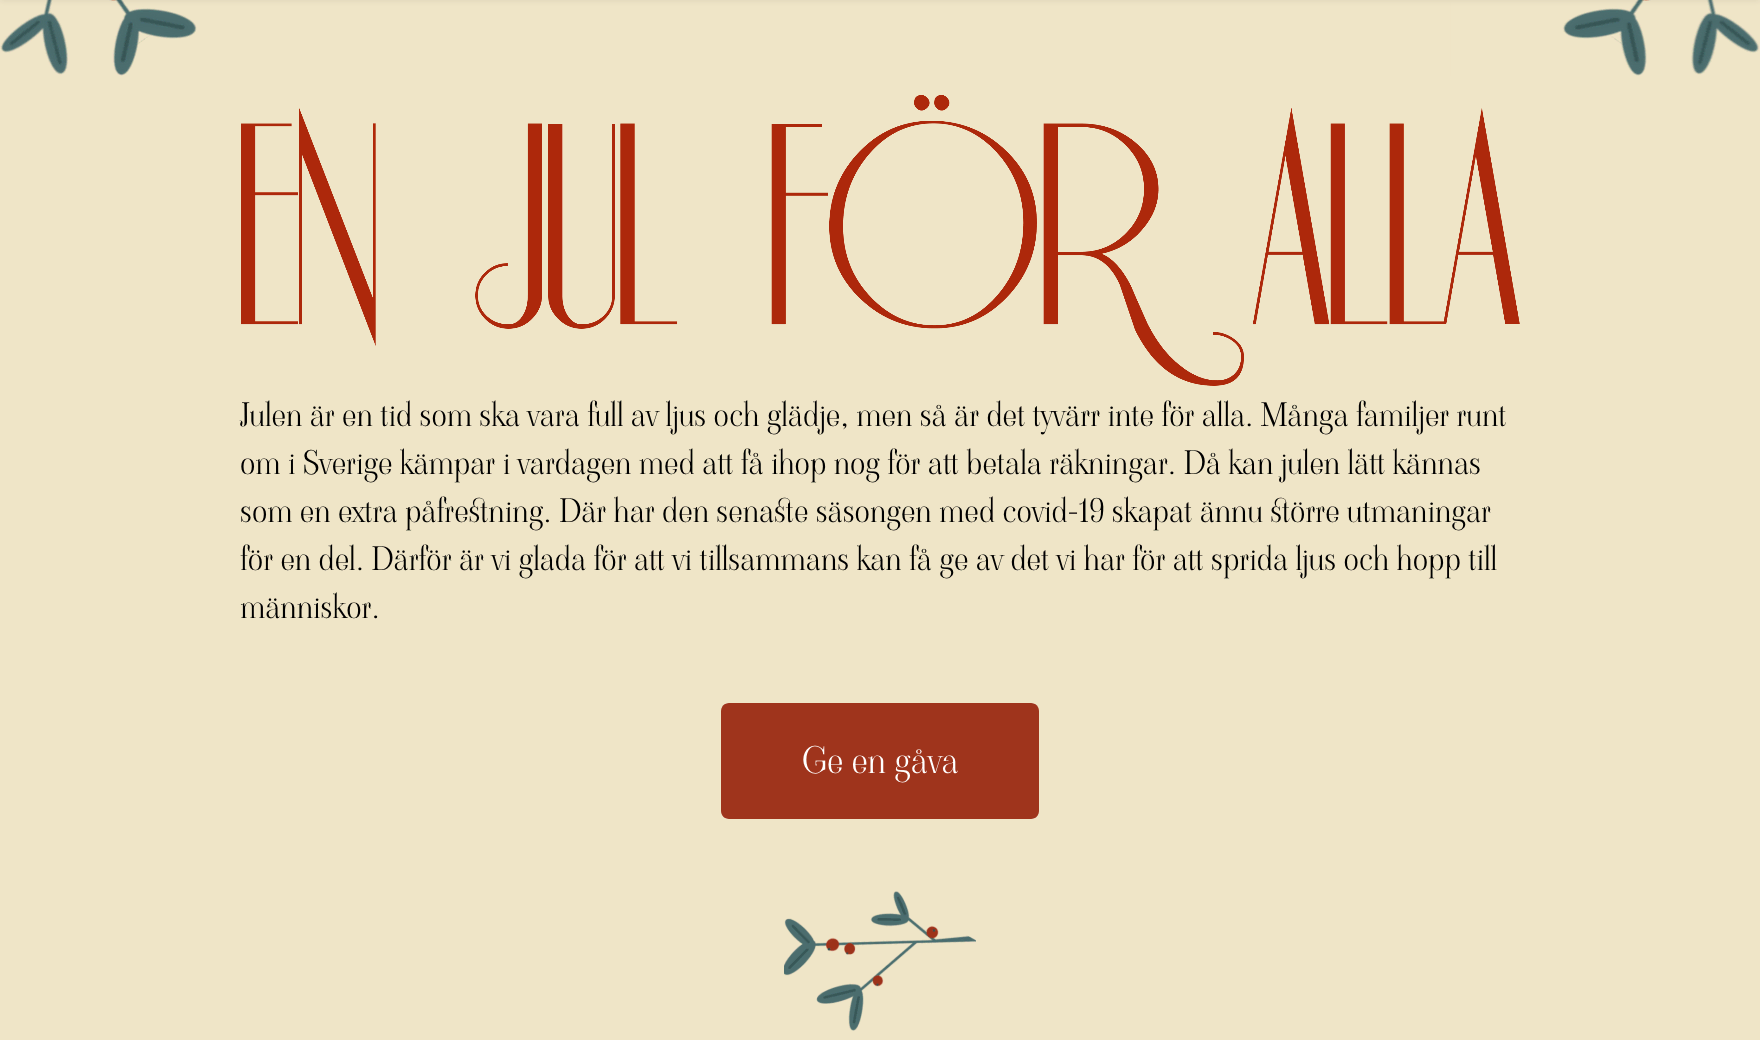 EN JUL FÖR ALLA
Julen är en tid som ska vara full av ljus och glädje, men så är det tyvärr inte för alla. Många familjer runt
om i Sverige kämpar i vardagen med att få ihop nog för att betala räkningar. Då kan julen lätt kännas
som en extra påfrestning. Där har den senaste säsongen med covid-19 skapat ännu större utmaningar
för en del. Därför är vi glada för att vi tillsammans kan få ge av det vi har för att sprida ljus och hopp till
människor.
Ge en gåva